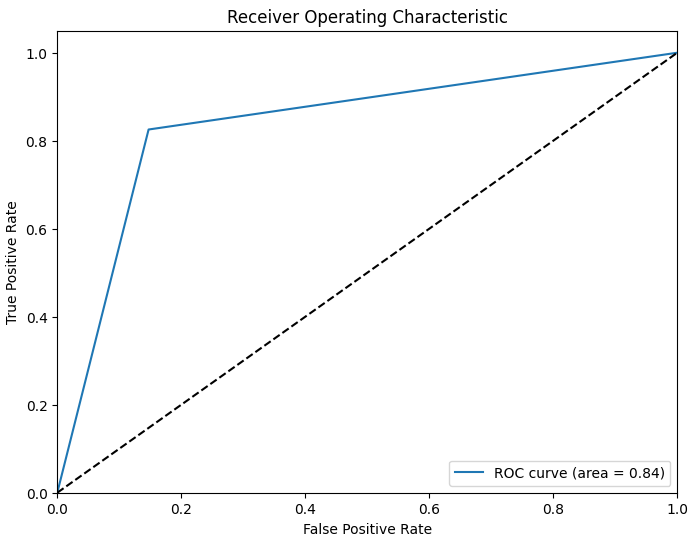 Receiver Operating Characteristic
1.0
0.8
0.6
0.4
0.2
0.0
True Positive Rate
ROC curve (area = 0.84)
0.0 0.2 0.4 0.6 0.8 1.0
False Positive Rate